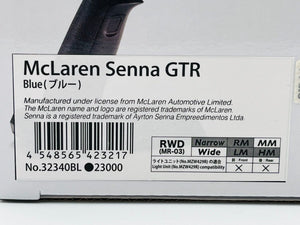 McLaren Senna GTR
Blue(ブルー)
Manufactured under license from McLaren Automotive Limited.
The McLaren name and logo are registered trademarks of McLaren.
Senna is a registered trademark of Ayrton Senna Empreedimentos Ltda
4 548565 423217
No.32340BL ●23000
RWD
(MR-03)
Narrow RM MM
Wide LM HM
ライトユニット(No.MZW429R)の適合
Light Unit (No.MZW429R) compatibility
前 Front
後 Rear
× ×